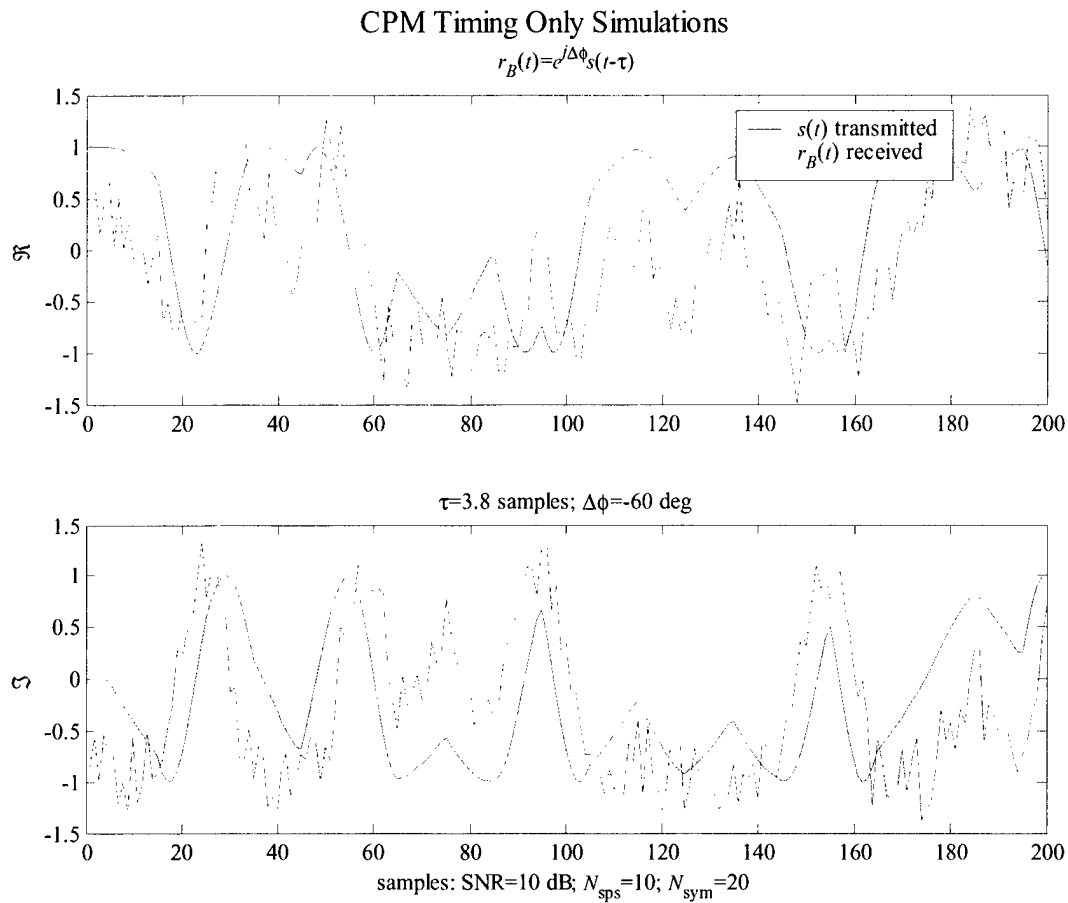 CPM Timing Only Simulations
r_B(t)=e^{jΔϕ}s(t-τ)
1.5
1
0.5
0
-0.5
-1
-1.5
ℜ
s(t) transmitted
r_B(t) received
0 20 40 60 80 100 120 140 160 180 200
τ=3.8 samples; Δϕ=-60 deg
1.5
1
0.5
0
-0.5
-1
-1.5
ℑ
0 20 40 60 80 100 120 140 160 180 200
samples: SNR=10 dB; N_sps=10; N_sym=20